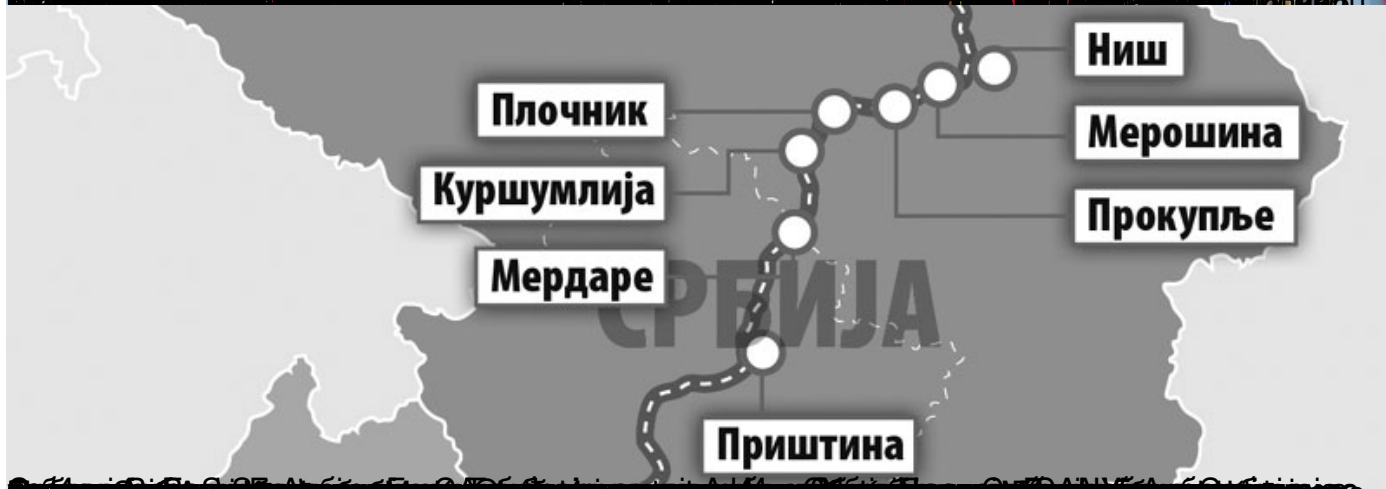 Ниш
Плочник
Мерошина
Куршумлија
Прокупље
Мердаре
СРБИЈА
Приштина